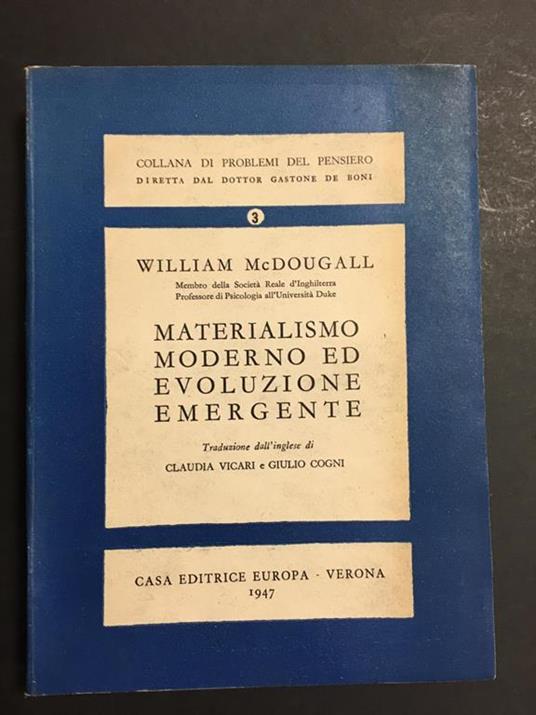 COLLANA DI PROBLEMI DEL PENSIERO
DIRETTA DAL DOTTOR GASTONE DE BONI
3
WILLIAM McDOUGALL
Membro della Società Reale d'Inghilterra
Professore di Psicologia all'Università Duke
MATERIALISMO
MODERNO ED
EVOLUZIONE
EMERGENTE
Traduzione dall'inglese di
CLAUDIA VICARI e GIULIO COGNI
CASA EDITRICE EUROPA - VERONA
1947